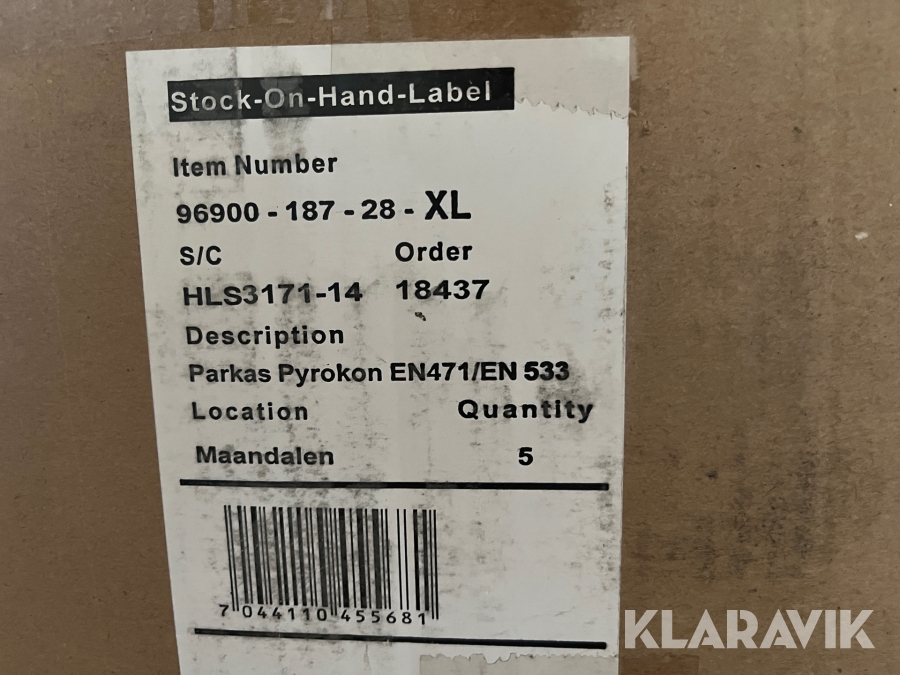 Stock-On-Hand-Label
Item Number
96900 - 187 - 28 - XL
S/C Order
HLS3171-14 18437
Description
Parkas Pyrokon EN471/EN 533
Location Quantity
Maandalen 5
7 044110 455681
KLARAVIK